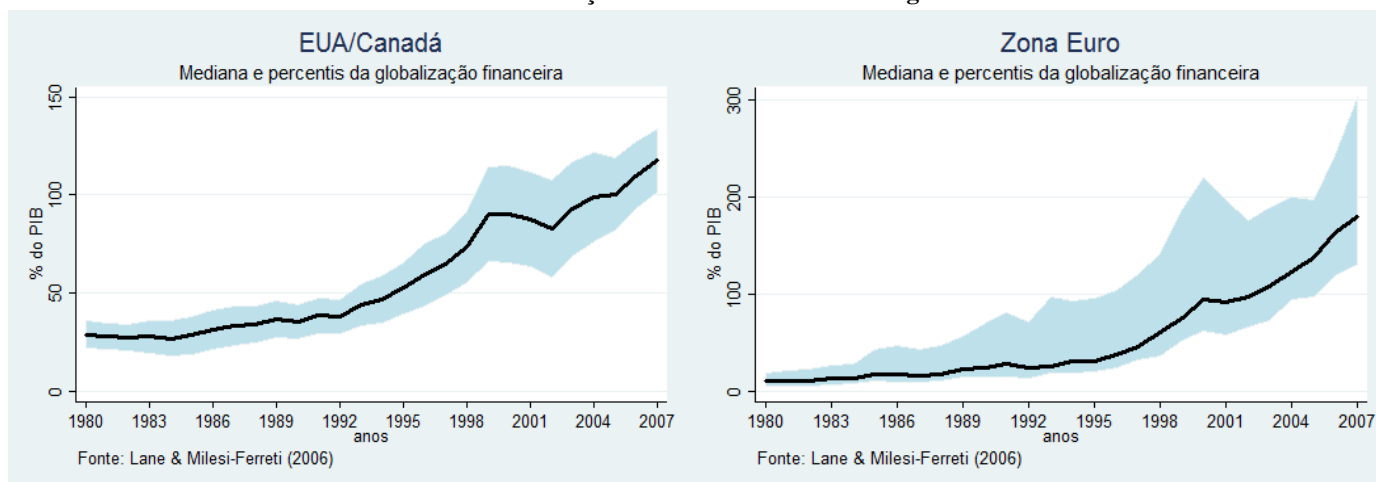 EUA/Canadá
Mediana e percentis da globalização financeira
% do PIB
150
100
50
0
1980 1983 1986 1989 1992 1995 1998 2001 2004 2007
anos
Fonte: Lane & Milesi-Ferreti (2006)
Zona Euro
Mediana e percentis da globalização financeira
% do PIB
300
200
100
0
1980 1983 1986 1989 1992 1995 1998 2001 2004 2007
anos
Fonte: Lane & Milesi-Ferreti (2006)